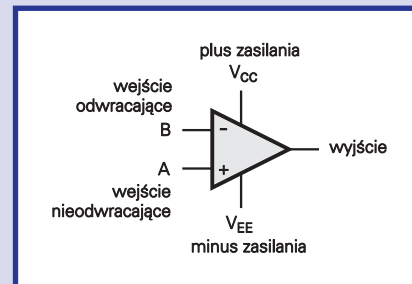 plus zasilania
VCC
wejście
odwracające
B
-
A
+
wyjście
wejście
nieodwracające
VEE
minus zasilania